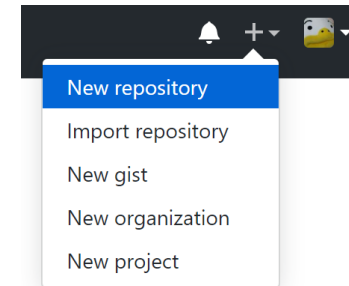 New repository
Import repository
New gist
New organization
New project